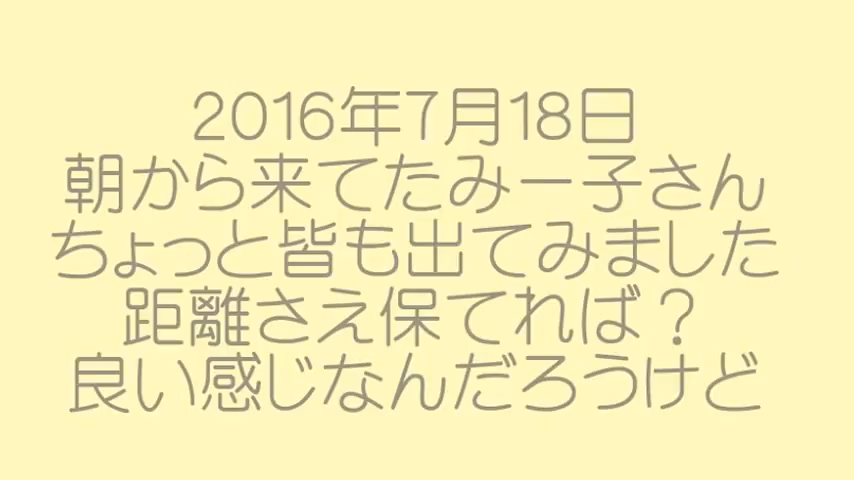 2016年7月18日
朝から来てたみー子さん
ちょっと皆も出てみました
距離さえ保てれば？
良い感じなんだろうけど